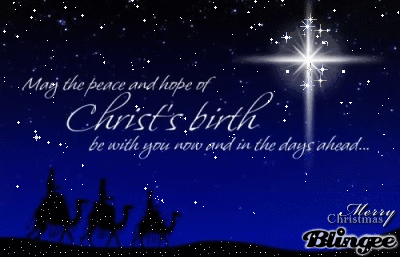 May the peace and hope of
Christ's birth
be with you now and in the days ahead...
Merry
Christmas
Blingee